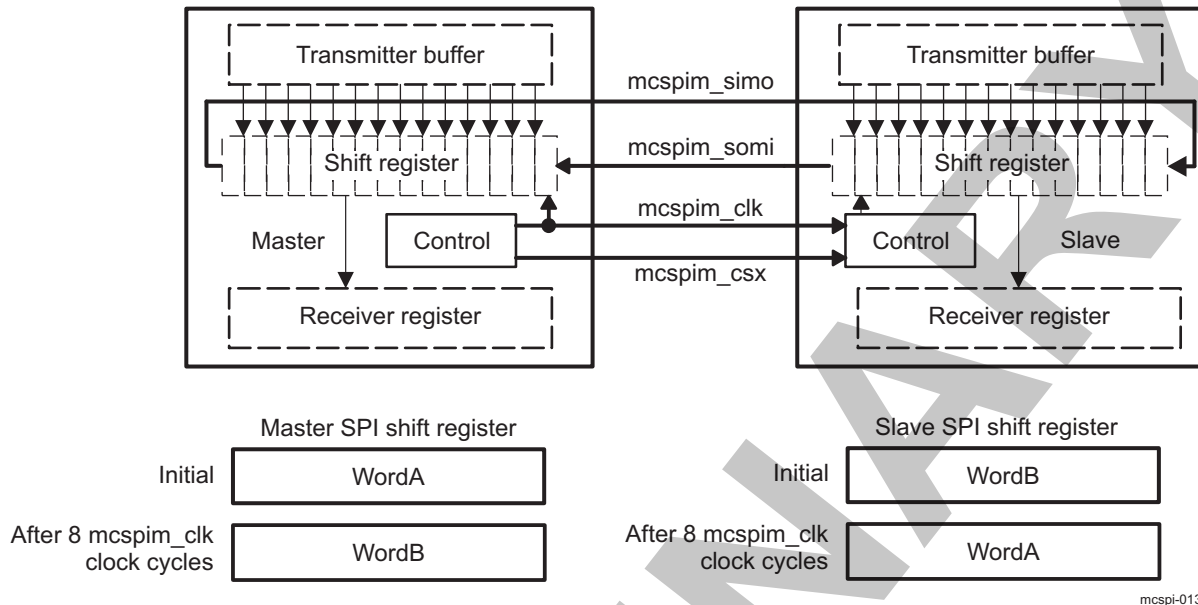 Transmitter buffer
Transmitter buffer
mcspim_simo
Shift register
mcspim_somi
Shift register
mcspim_clk
Master
Control
Control
Slave
mcspim_csx
Receiver register
Receiver register
Master SPI shift register
Slave SPI shift register
Initial
WordA
Initial
WordB
After 8 mcspim_clk
clock cycles
WordB
After 8 mcspim_clk
clock cycles
WordA
mcspi-013